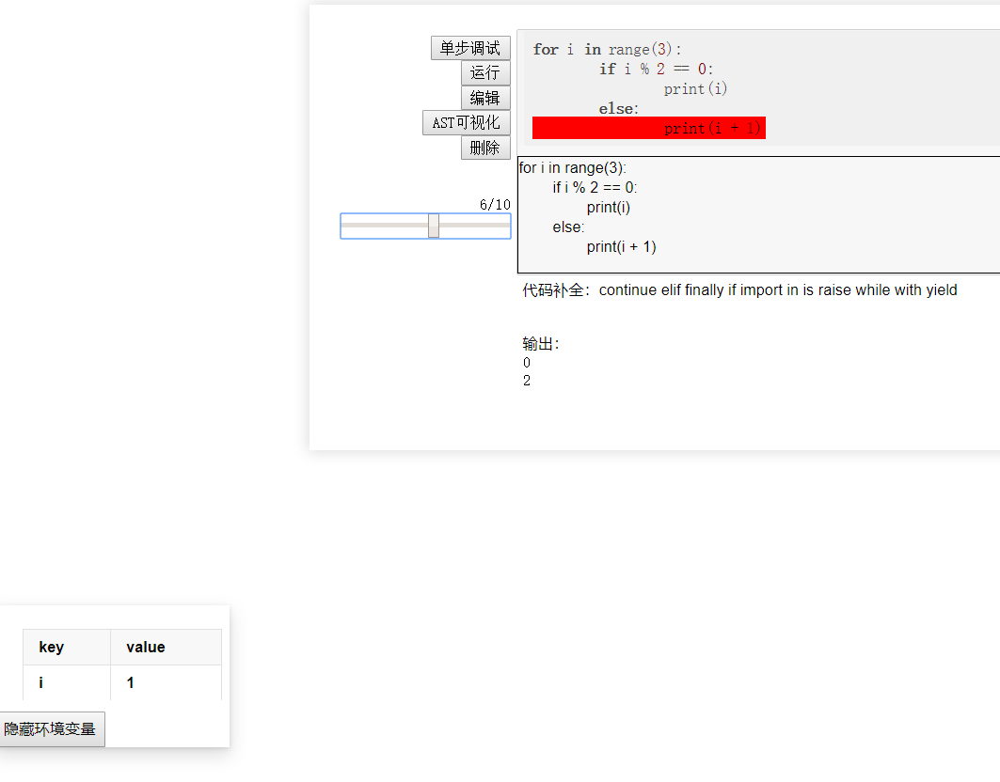 单步调试
运行
编辑
AST可视化
删除
6/10
for i in range(3):
if i % 2 == 0:
print(i)
else:
print(i + 1)
for i in range(3):
if i % 2 == 0:
print(i)
else:
print(i + 1)
代码补全：continue elif finally if import in is raise while with yield
输出：
0
2
key value
i 1
隐藏环境变量